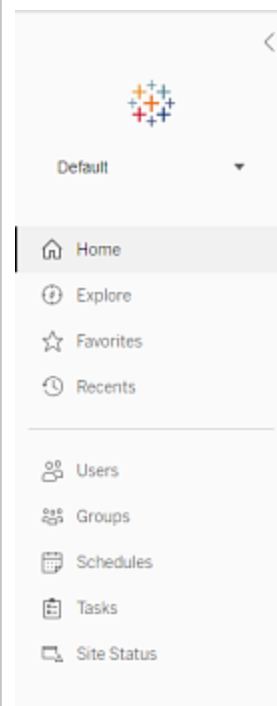 Default
Home
Explore
Favorites
Recents
Users
Groups
Schedules
Tasks
Site Status